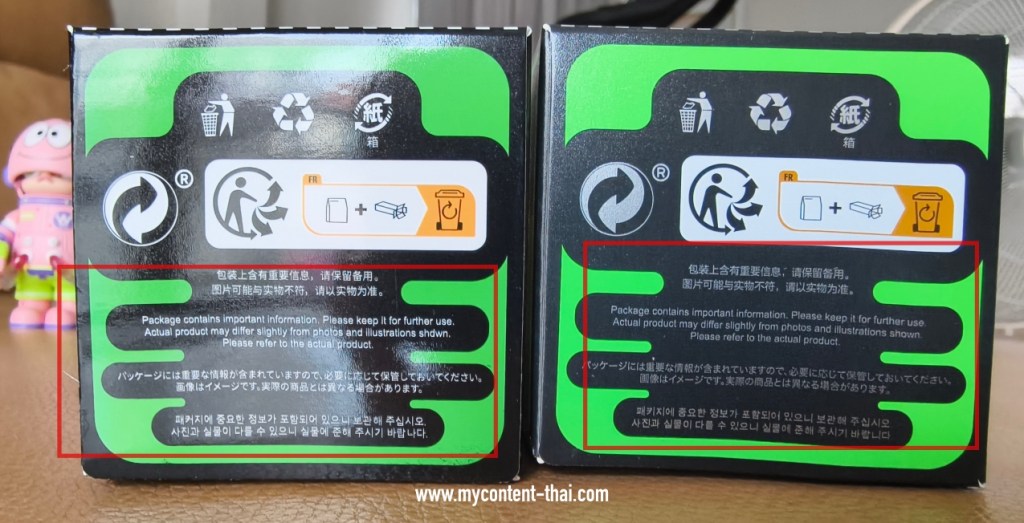 紙
箱
®
FR
+
包装上含有重要信息，请保留备用。
图片可能与实物不符，请以实物为准。
Package contains important information. Please keep it for further use.
Actual product may differ slightly from photos and illustrations shown.
Please refer to the actual product.
パッケージには重要な情報が含まれていますので、必要に応じて保管しておいてください。
画像はイメージです。実際の商品とは異なる場合があります。
패키지에 중요한 정보가 포함되어 있으니 보관해 주십시오.
사진과 실물이 다를 수 있으니 실물에 준해 주시기 바랍니다.
紙
箱
®
FR
+
包装上含有重要信息，请保留备用。
图片可能与实物不符，请以实物为准。
Package contains important information. Please keep it for further use.
Actual product may differ slightly from photos and illustrations shown.
Please refer to the actual product.
パッケージには重要な情報が含まれていますので、必要に応じて保管しておいてください。
画像はイメージです。実際の商品とは異なる場合があります。
패키지에 중요한 정보가 포함되어 있으니 보관해 주십시오.
사진과 실물이 다를 수 있으니 실물에 준해 주시기 바랍니다
www.mycontent-thai.com